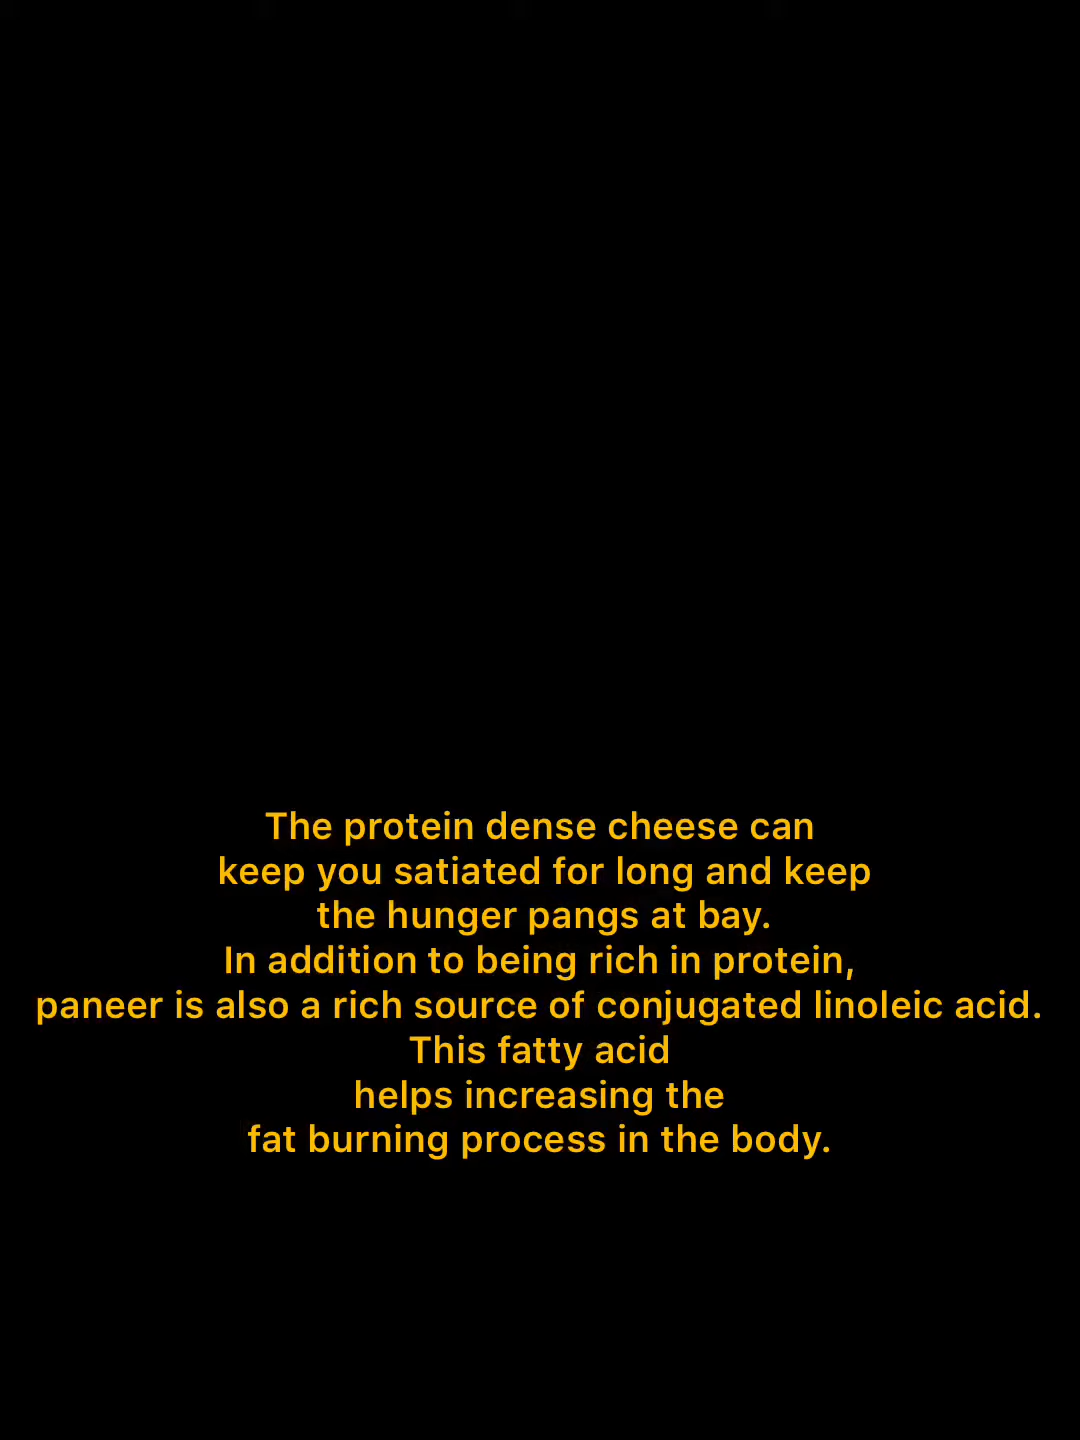 The protein dense cheese can
keep you satiated for long and keep
the hunger pangs at bay.
In addition to being rich in protein,
paneer is also a rich source of conjugated linoleic acid.
This fatty acid
helps increasing the
fat burning process in the body.